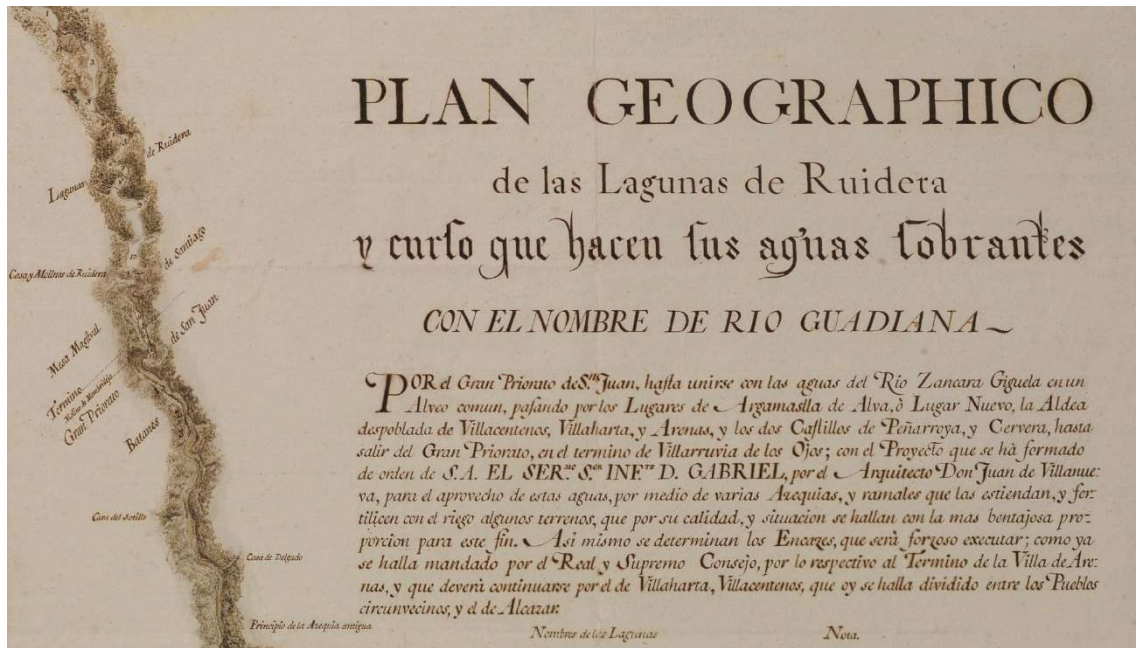 PLAN GEOGRAPHICO
de las Lagunas de Ruidera
y curſo que hacen ſus aguas ſobrantes
CON EL NOMBRE DE RIO GUADIANA
POR el Gran Priorato de S.n Juan, haſta unirse con las aguas del Rio Zancara Giguela en un
Alveo comun, paſando por los Lugares de Argamaſlla de Alva, ò Lugar Nuevo, la Aldea
despoblada de Villacentenos, Villaharta, y Arenas, y los dos Caſtillos de Peñarroya, y Cervera, hasta
salir del Gran Priorato, en el termino de Villarruvia de los Ojos; con el Proyecto que se hà formado
de orden de S.A. EL SER.mo S.or INF.te D. GABRIEL, por el Arquitecto Don Juan de Villanue-
va, para el aprovecho de estas aguas, por medio de varias Azequias, y ramales que las estiendan, y fer-
tilicen con el riego algunos terrenos, que por su calidad, y situacion se hallan con la mas bentajosa pro-
porcion para este fin. Asi mismo se determinan los Encazes, que serà forzoso executar; como ya
se halla mandado por el Real y Supremo Consejo, por lo respectivo al Termino de la Villa de Are-
nas, y que deverà continuarse por el de Villaharta, Villacentenos, que oy se halla dividido entre los Pueblos
circunvecinos, y el de Alcazar.
Nombres de las Lagunas
Nota.
Lagunas
de Ruidera
de Santiago
Casa y Molinos de Ruidera
Mesa Magdril
de San Juan
Termino
Gran Priorato
Batanes
Casa de Delgado
Principio de la Azequia antigua